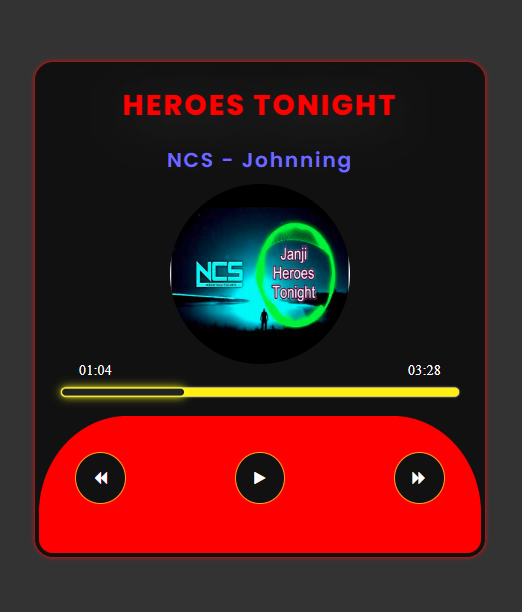 HEROES TONIGHT
NCS - Johnning
NCS
Janji
Heroes
Tonight
01:04
03:28